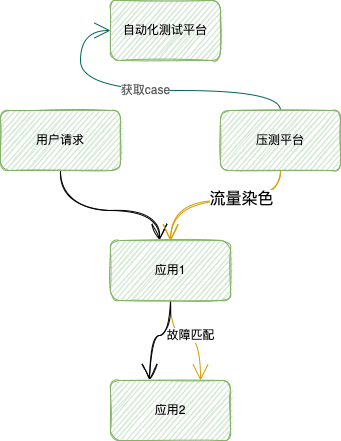 自动化测试平台
获取case
用户请求
压测平台
流量染色
应用1
故障匹配
应用2